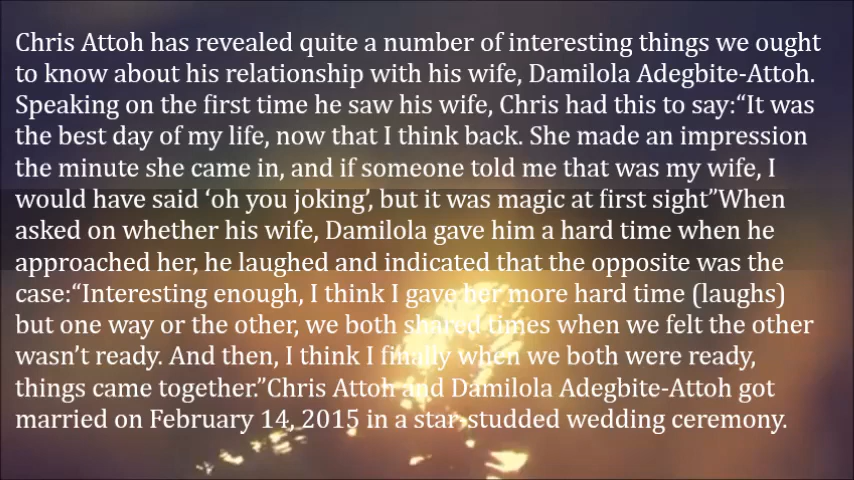 Chris Attoh has revealed quite a number of interesting things we ought
to know about his relationship with his wife, Damilola Adegbite-Attoh.
Speaking on the first time he saw his wife, Chris had this to say:“It was
the best day of my life, now that I think back. She made an impression
the minute she came in, and if someone told me that was my wife, I
would have said ‘oh you joking’, but it was magic at first sight”When
asked on whether his wife, Damilola gave him a hard time when he
approached her, he laughed and indicated that the opposite was the
case:“Interesting enough, I think I gave her more hard time (laughs)
but one way or the other, we both shared times when we felt the other
wasn’t ready. And then, I think I finally when we both were ready,
things came together.”Chris Attoh and Damilola Adegbite-Attoh got
married on February 14, 2015 in a star-studded wedding ceremony.